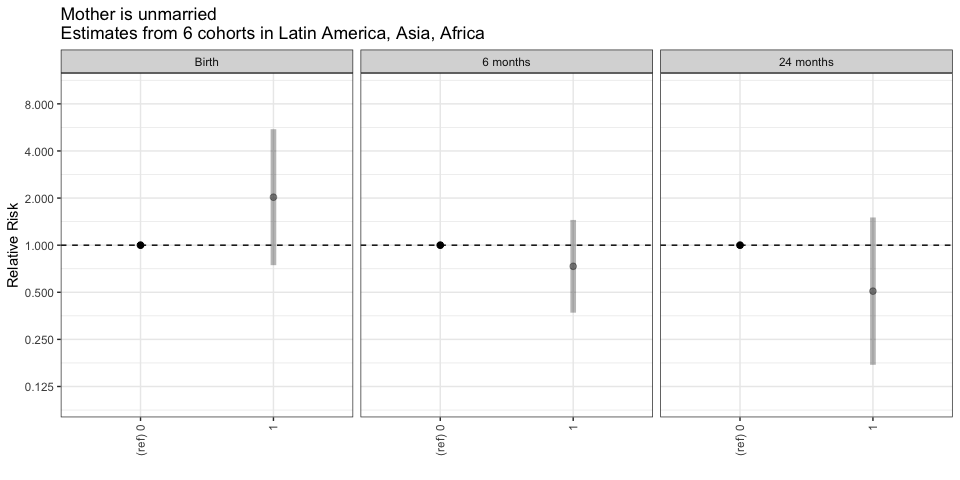 Mother is unmarried
Estimates from 6 cohorts in Latin America, Asia, Africa
Birth
6 months
24 months
Relative Risk
8.000
4.000
2.000
1.000
0.500
0.250
0.125
(ref) 0
1
(ref) 0
1
(ref) 0
1